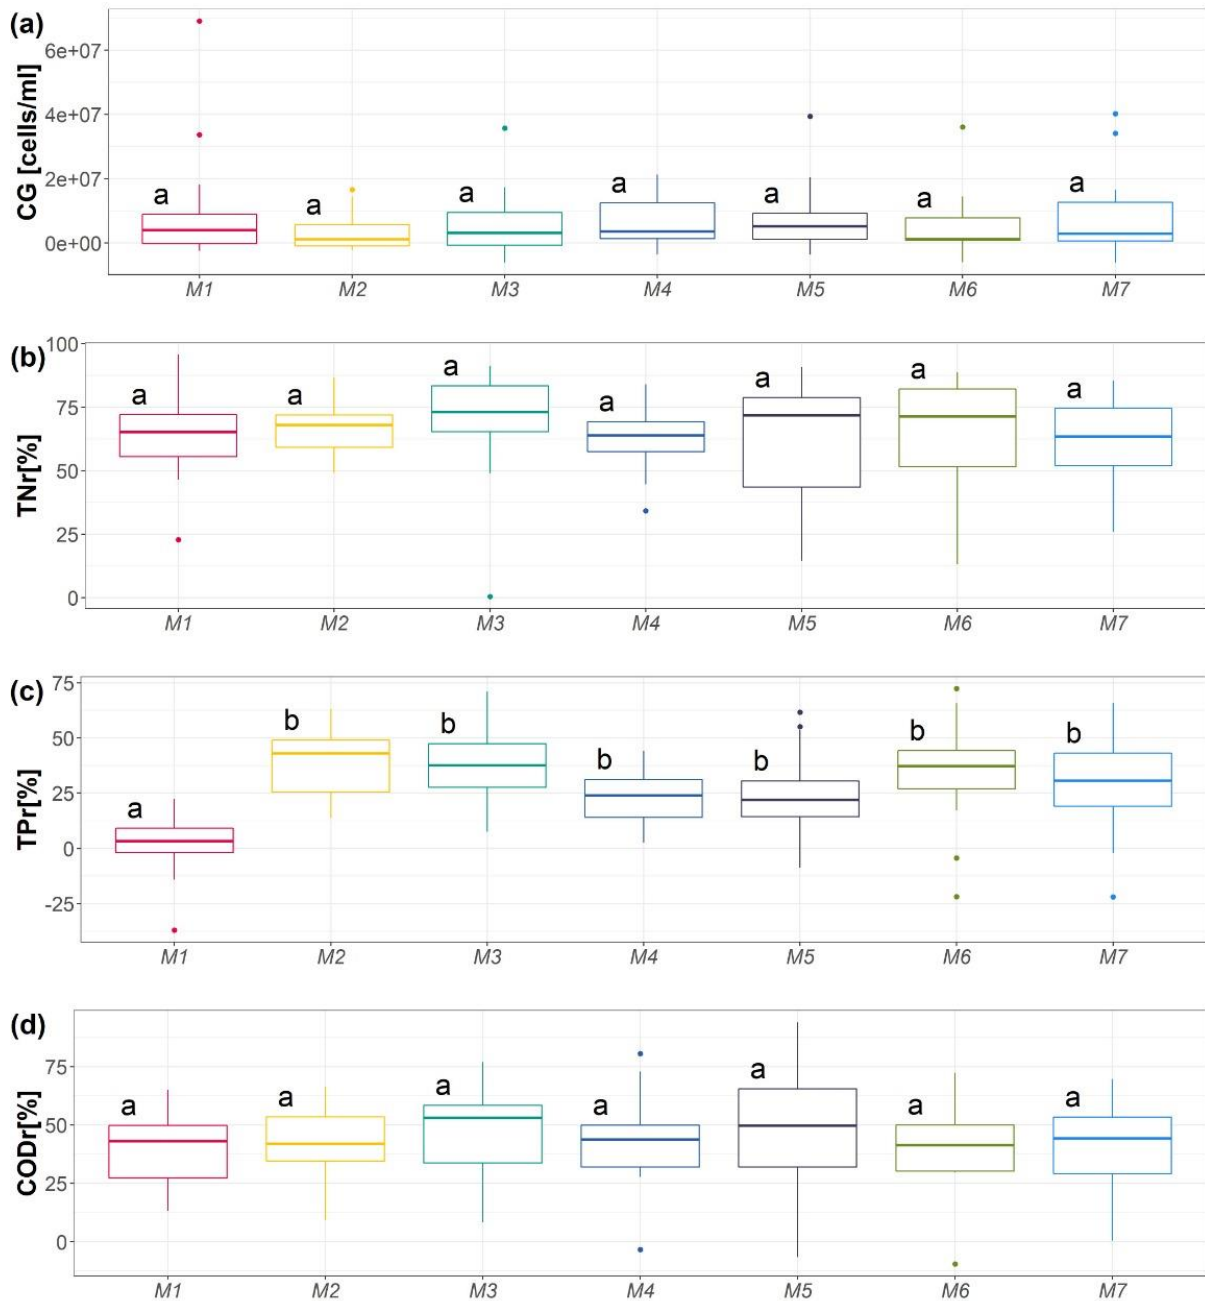 (a)
CG [cells/ml]
6e+07
4e+07
2e+07
0e+00
a a a a a a a
M1 M2 M3 M4 M5 M6 M7
(b)
TNr[%]
100
75
50
25
0
a a a a a a a
M1 M2 M3 M4 M5 M6 M7
(c)
TPr[%]
75
50
25
0
-25
a b b b b b b
M1 M2 M3 M4 M5 M6 M7
(d)
CODr[%]
75
50
25
0
a a a a a a a
M1 M2 M3 M4 M5 M6 M7